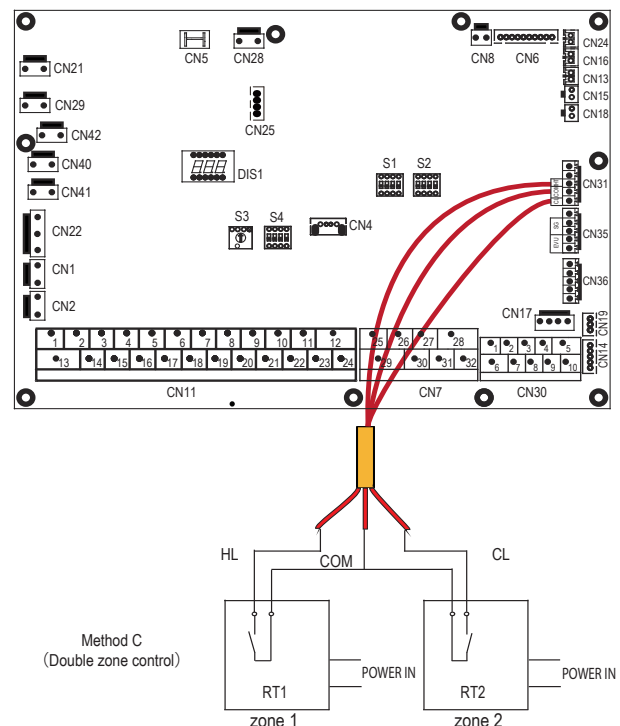 CN21
CN5
CN28
CN8
CN6
CN24
CN16
CN13
CN15
CN18
CN29
CN42
CN25
CN40
CN41
DIS1
S1
S2
CN31
CN22
S3
S4
CN4
SG
EVU
CN35
CN1
CN2
CN36
CN17
CN19
CN14
1 2 3 4 5 6 7 8 9 10 11 12
13 14 15 16 17 18 19 20 21 22 23 24
25 26 27 28
29 30 31 32
1 2 3 4 5
6 7 8 9 10
CN11
CN7
CN30
HL
COM
CL
Method C
(Double zone control)
RT1
POWER IN
RT2
POWER IN
zone 1
zone 2